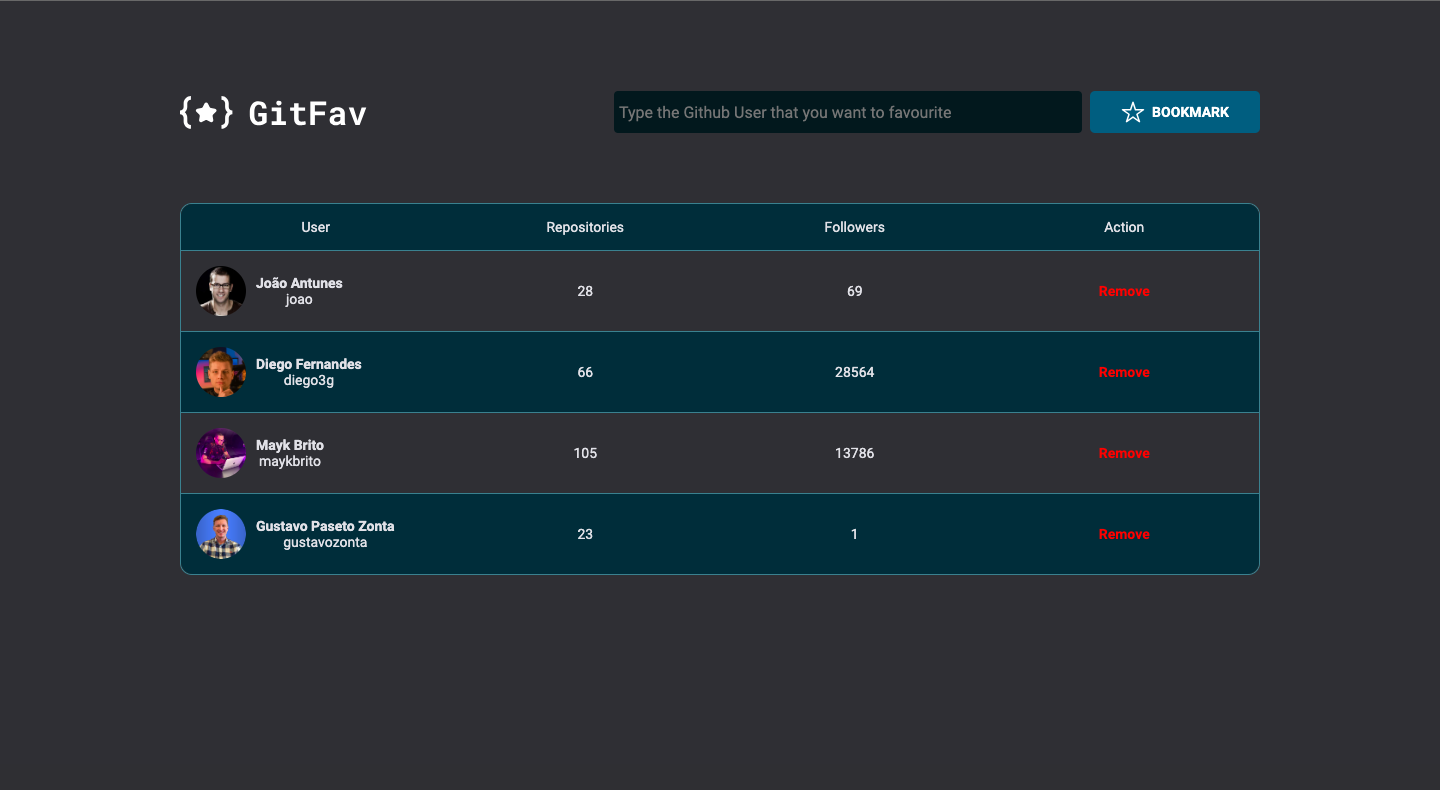 {★} GitFav
Type the Github User that you want to favourite
BOOKMARK
User Repositories Followers Action
João Antunes
joao
28 69 Remove
Diego Fernandes
diego3g
66 28564 Remove
Mayk Brito
maykbrito
105 13786 Remove
Gustavo Paseto Zonta
gustavozonta
23 1 Remove